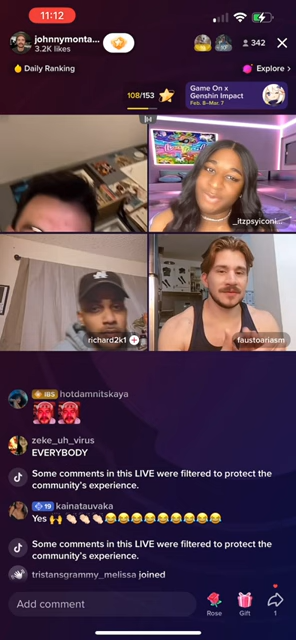 11:12
johnnymonta...
3.2K likes
342
Daily Ranking
Explore >
108/153
Game On x
Genshin Impact
Feb. 8–Mar. 7
_itzpsyiconi...
richard2k1
faustoariasm
185 hotdamnitskaya
zeke_uh_virus
EVERYBODY
Some comments in this LIVE were filtered to protect the
community's experience.
19 kainatauvaka
Yes 🙌 👏🏻👏🏻👏🏻😂😂😂😂😂😂😂😂😂
Some comments in this LIVE were filtered to protect the
community's experience.
tristansgrammy_melissa joined
Add comment
Rose
Gift
1